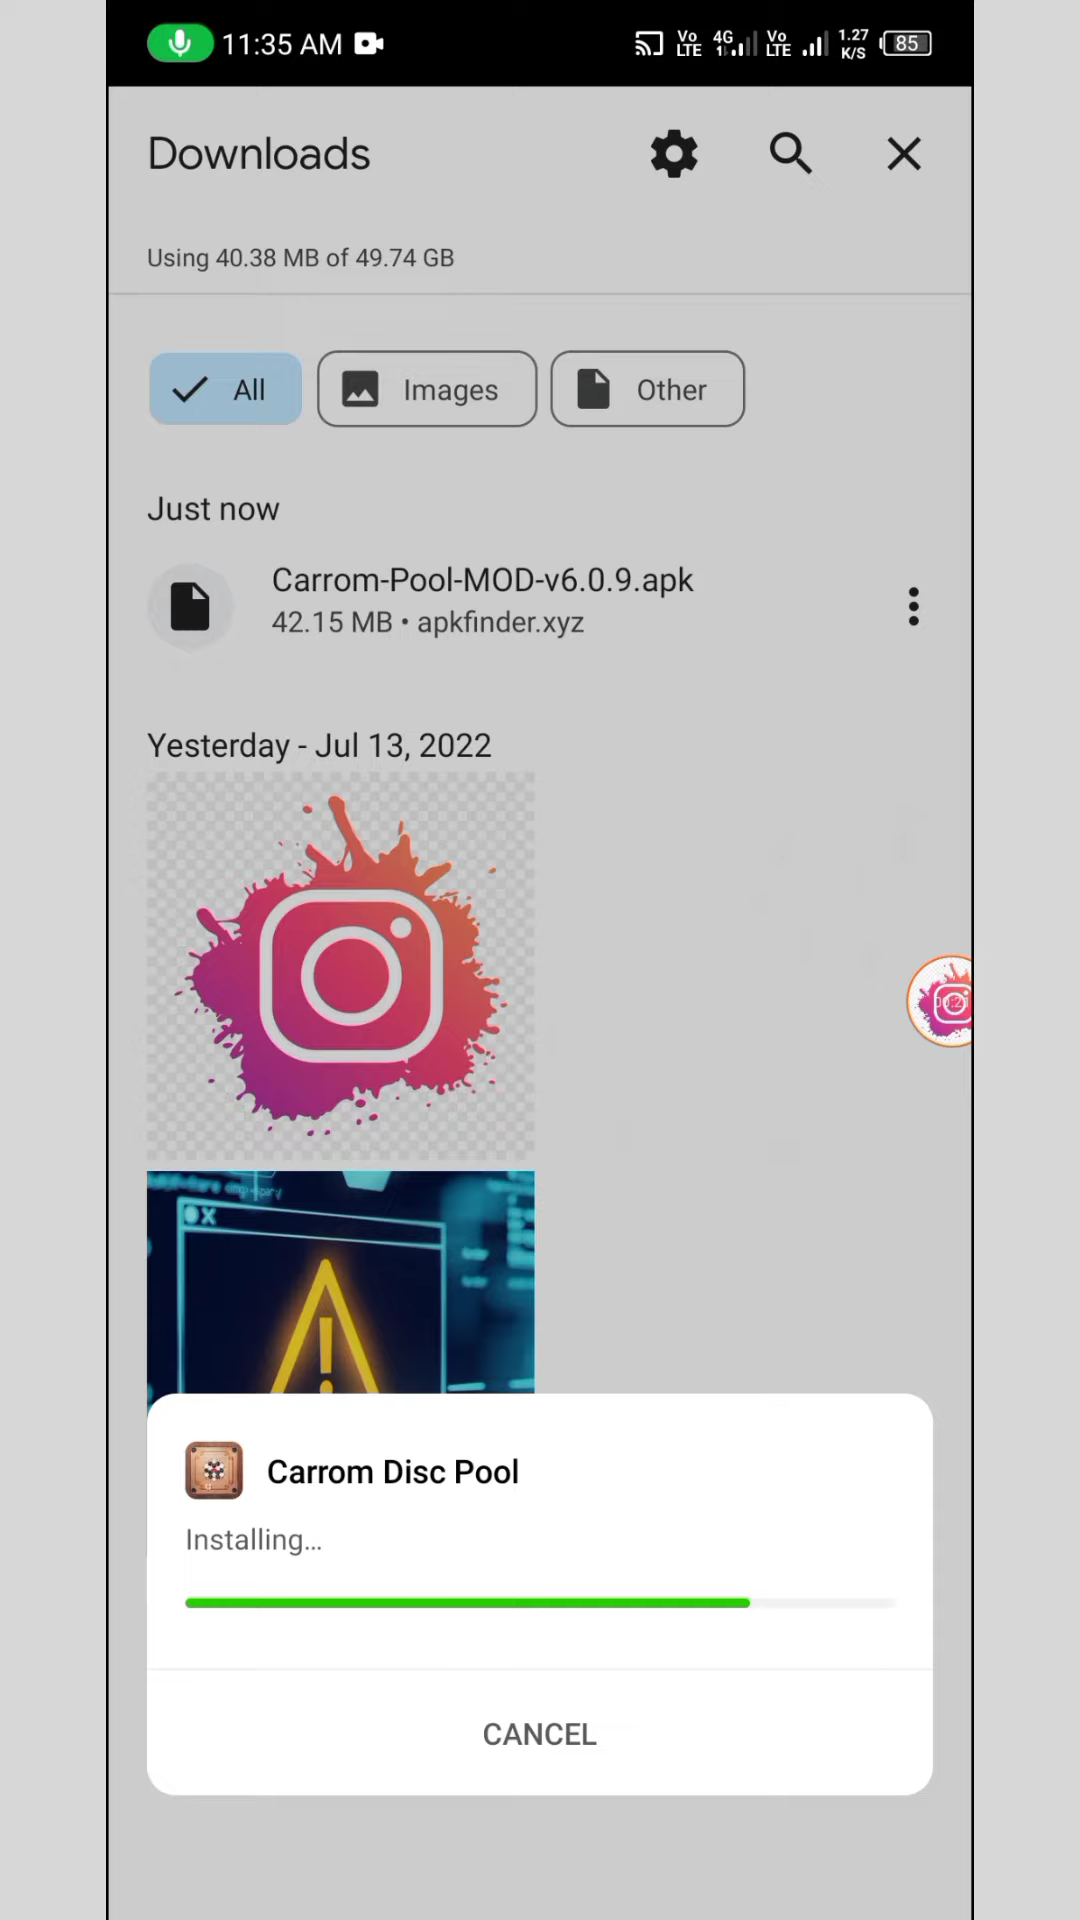 11:35 AM
Vo LTE 4G Vo LTE 1.27 K/S 85
Downloads
Using 40.38 MB of 49.74 GB
All
Images
Other
Just now
Carrom-Pool-MOD-v6.0.9.apk
42.15 MB • apkfinder.xyz
Yesterday - Jul 13, 2022
X
Carrom Disc Pool
Installing...
CANCEL